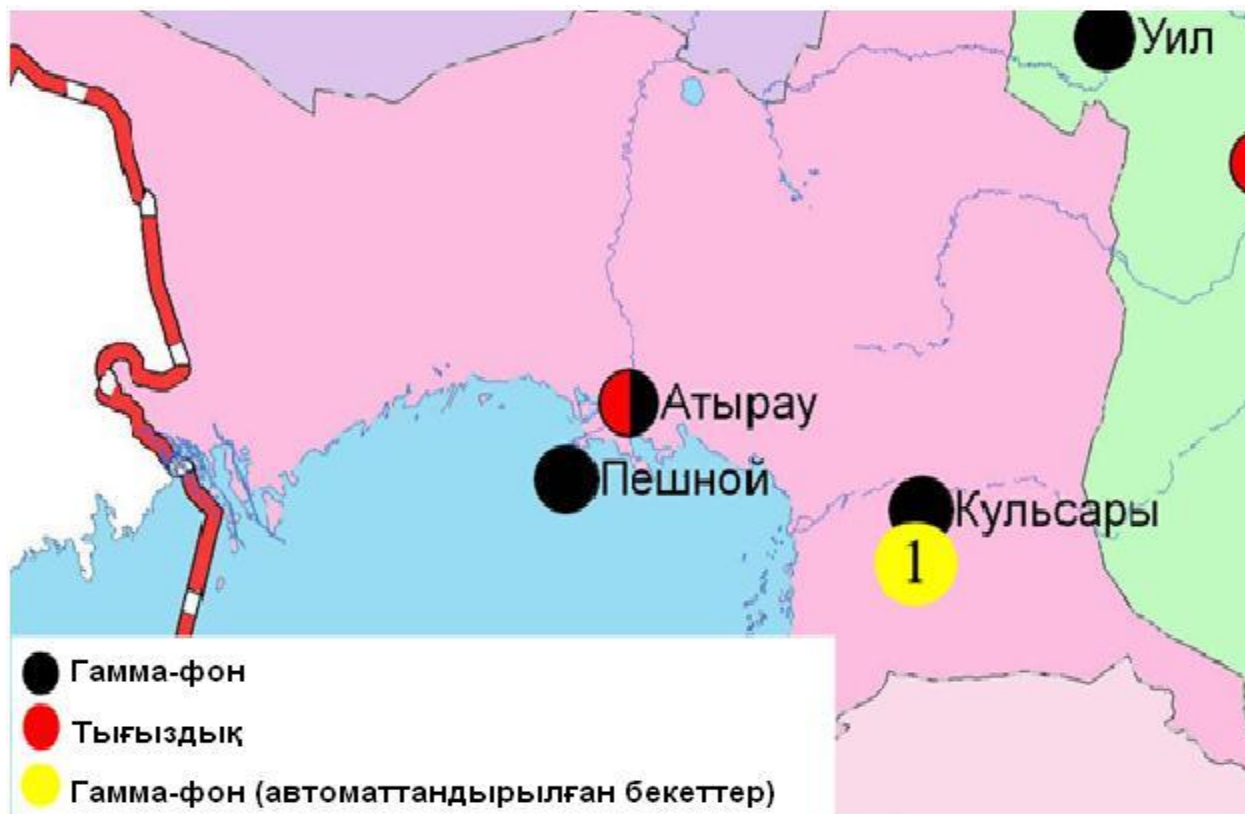 Уил
Атырау
Пешной
Кульсары
1
Гамма-фон
Тығыздық
Гамма-фон (автоматтандырылған бекеттер)